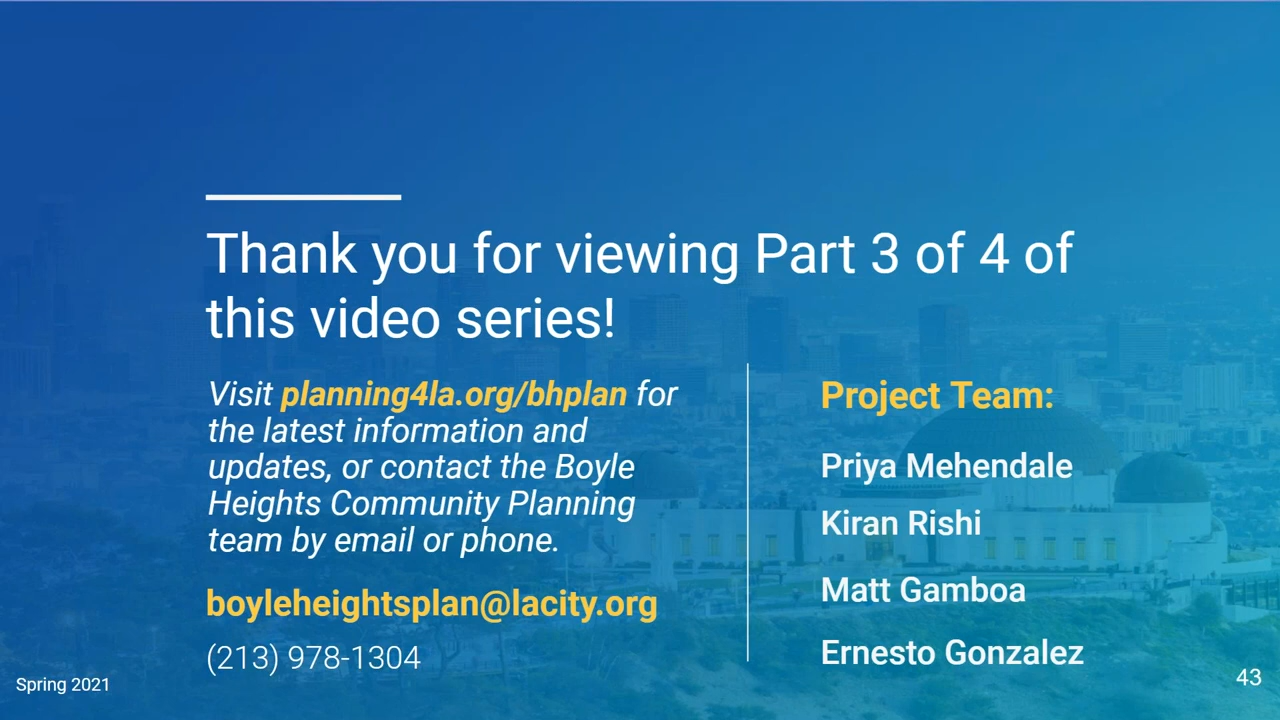 Thank you for viewing Part 3 of 4 of
this video series!
Visit planning4la.org/bhplan for
the latest information and
updates, or contact the Boyle
Heights Community Planning
team by email or phone.
boyleheightsplan@lacity.org
(213) 978-1304
Project Team:
Priya Mehendale
Kiran Rishi
Matt Gamboa
Ernesto Gonzalez
Spring 2021
43